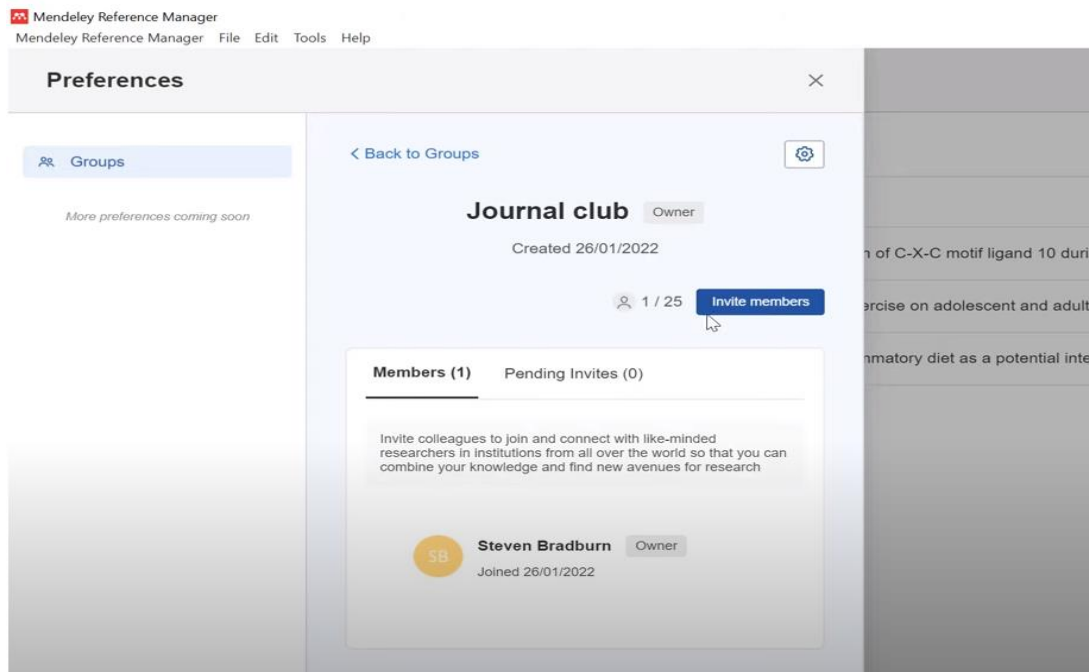 Mendeley Reference Manager
Mendeley Reference Manager File Edit Tools Help
Preferences
Groups
More preferences coming soon
< Back to Groups
Journal club Owner
Created 26/01/2022
1 / 25 Invite members
Members (1) Pending Invites (0)
Invite colleagues to join and connect with like-minded
researchers in institutions from all over the world so that you can
combine your knowledge and find new avenues for research
SB
Steven Bradburn Owner
Joined 26/01/2022
of C-X-C motif ligand 10 duri
ercise on adolescent and adult
mmatory diet as a potential inte